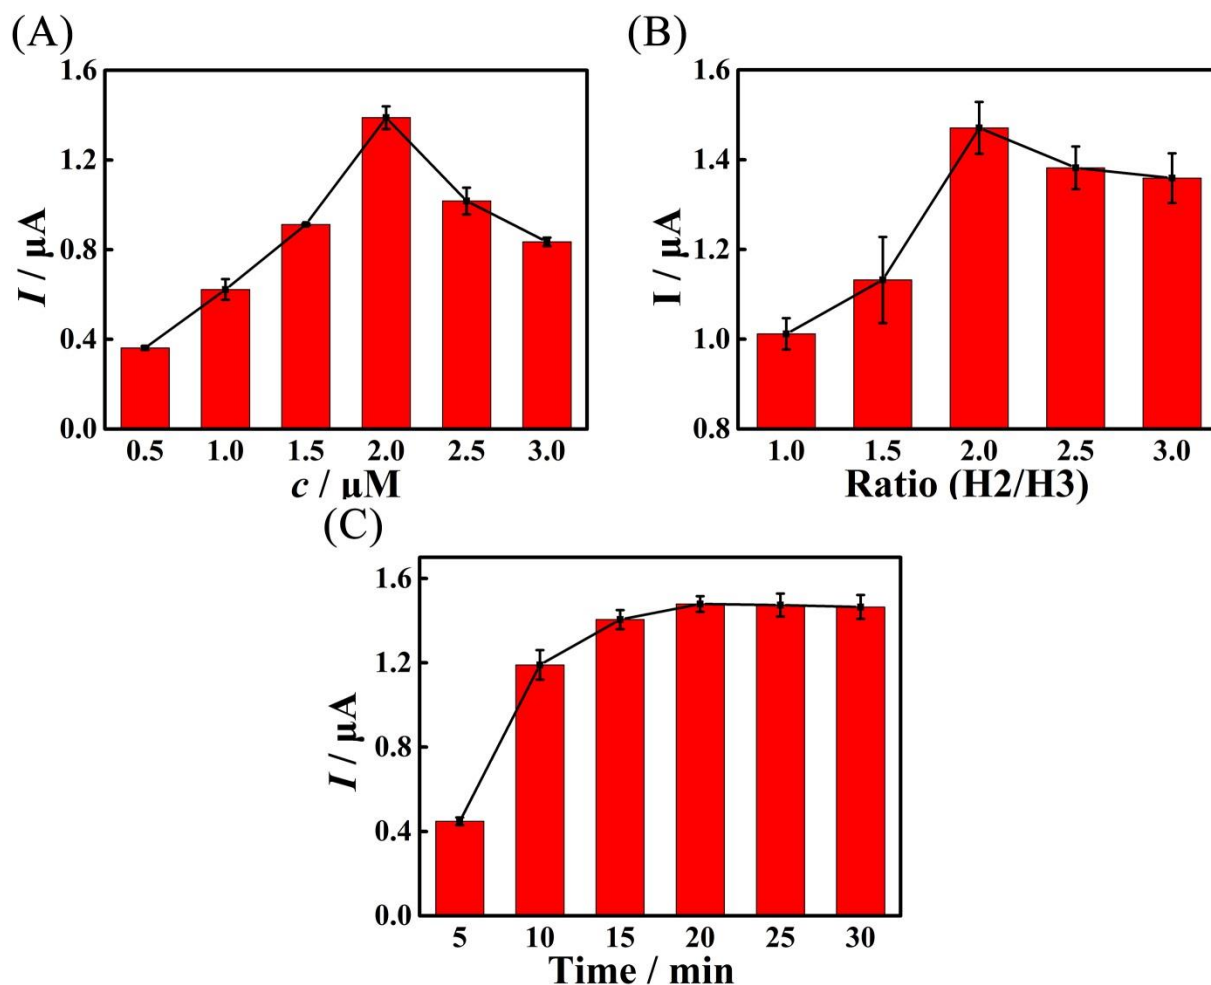 (A)
1.6
1.2
0.8
0.4
0.0
I / µA
0.5 1.0 1.5 2.0 2.5 3.0
c / µM
(B)
1.6
1.4
1.2
1.0
0.8
I / µA
1.0 1.5 2.0 2.5 3.0
Ratio (H2/H3)
(C)
1.6
1.2
0.8
0.4
0.0
I / µA
5 10 15 20 25 30
Time / min